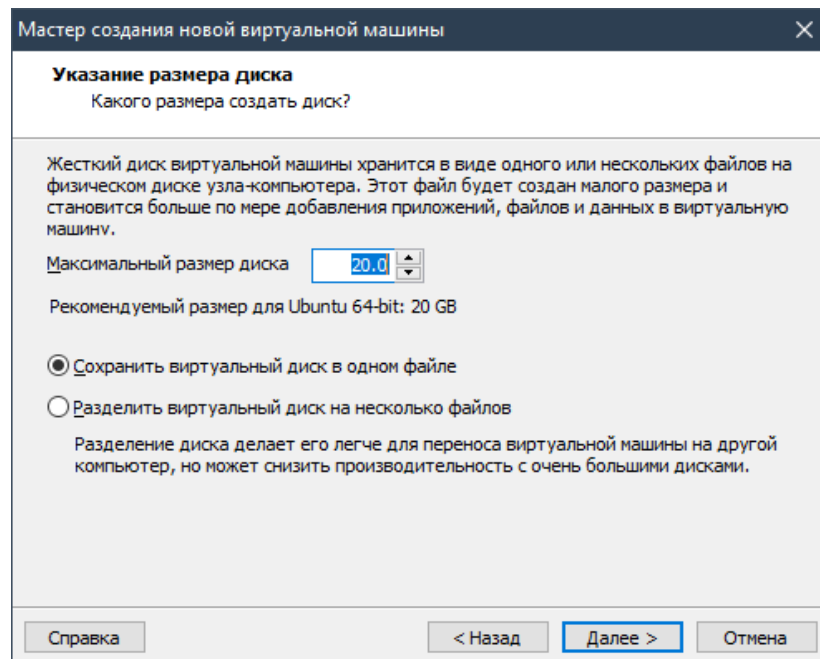 Мастер создания новой виртуальной машины
Указание размера диска
Какого размера создать диск?
Жесткий диск виртуальной машины хранится в виде одного или нескольких файлов на
физическом диске узла-компьютера. Этот файл будет создан малого размера и
становится больше по мере добавления приложений, файлов и данных в виртуальную
машину.
Максимальный размер диска 20.0
Рекомендуемый размер для Ubuntu 64-bit: 20 GB
Сохранить виртуальный диск в одном файле
Разделить виртуальный диск на несколько файлов
Разделение диска делает его легче для переноса виртуальной машины на другой
компьютер, но может снизить производительность с очень большими дисками.
Справка < Назад Далее > Отмена